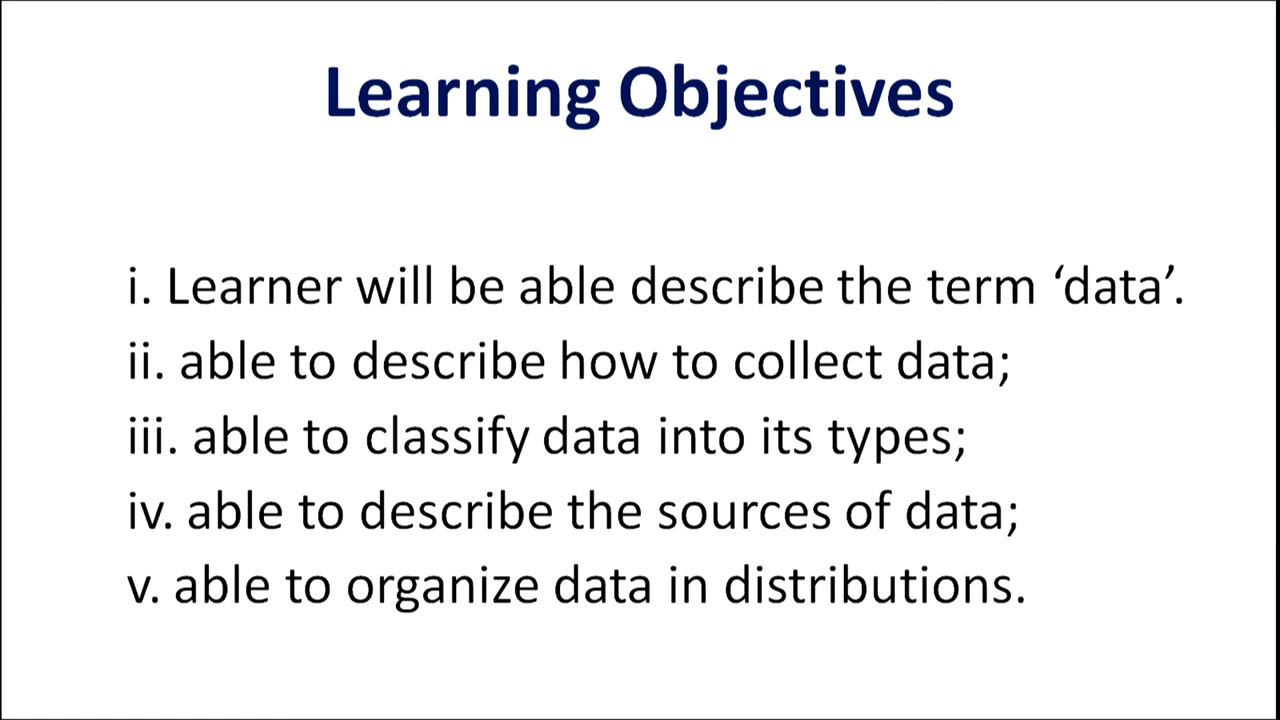 Learning Objectives
i. Learner will be able describe the term ‘data’.
ii. able to describe how to collect data;
iii. able to classify data into its types;
iv. able to describe the sources of data;
v. able to organize data in distributions.